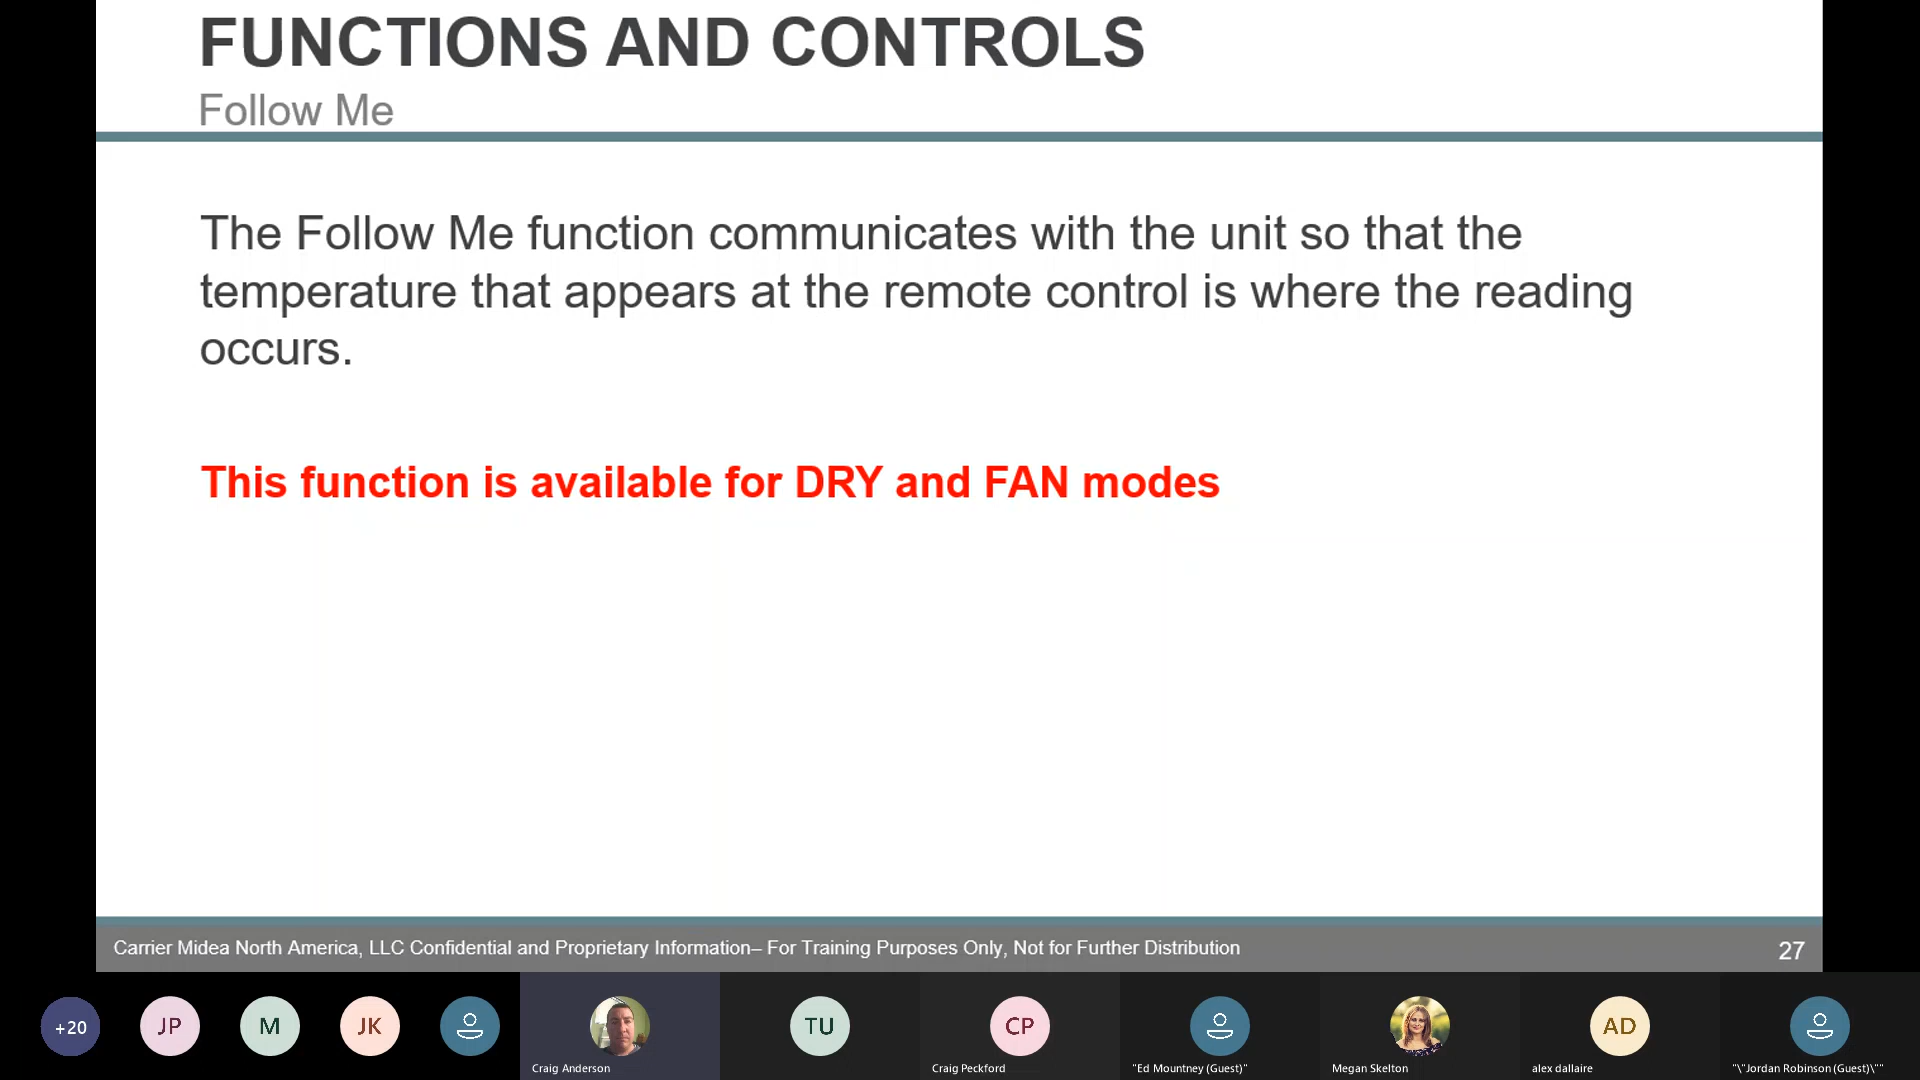 FUNCTIONS AND CONTROLS
Follow Me
The Follow Me function communicates with the unit so that the
temperature that appears at the remote control is where the reading
occurs.
This function is available for DRY and FAN modes
Carrier Midea North America, LLC Confidential and Proprietary Information– For Training Purposes Only, Not for Further Distribution
27
+20
JP
M
JK
TU
CP
AD
Craig Anderson
Craig Peckford
"Ed Mountney (Guest)"
Megan Skelton
alex dallaire
"\"Jordan Robinson (Guest)\""